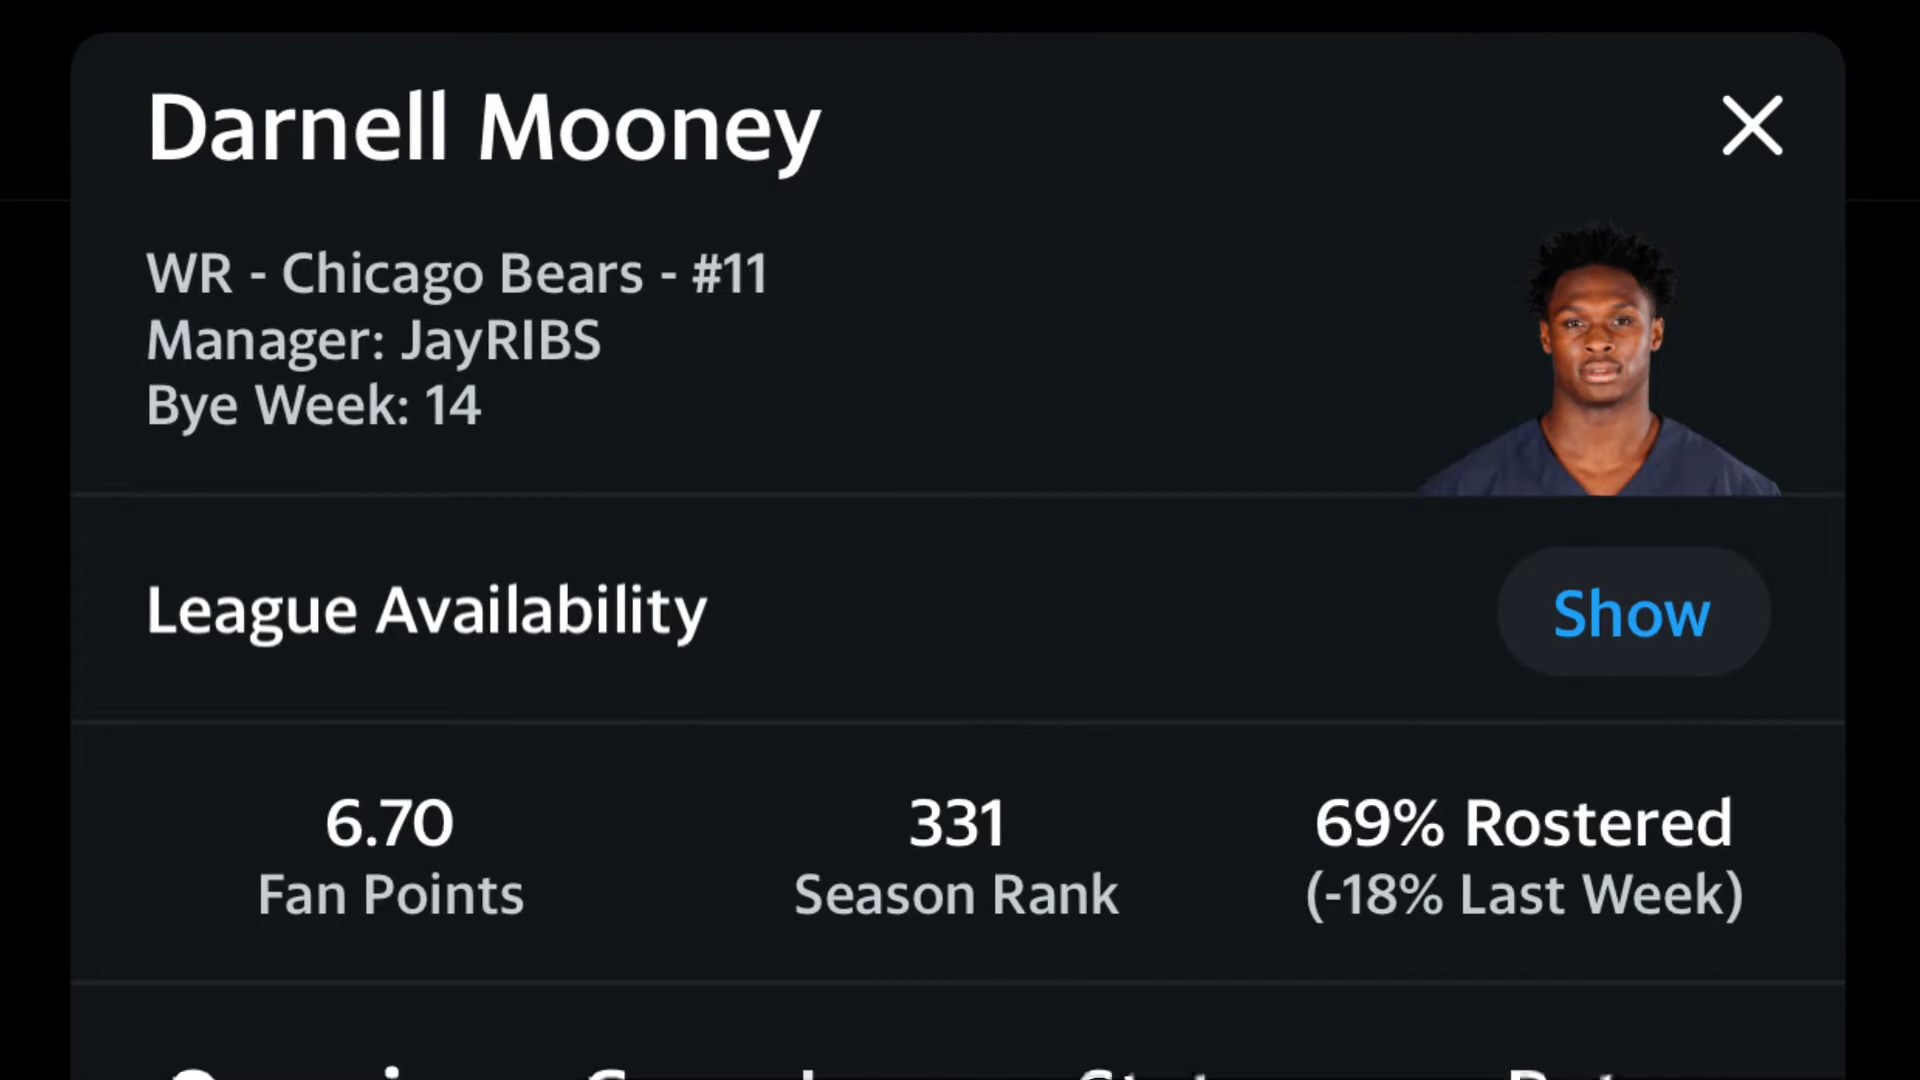 Darnell Mooney
WR - Chicago Bears - #11
Manager: JayRIBS
Bye Week: 14
League Availability
Show
6.70
Fan Points
331
Season Rank
69% Rostered
(-18% Last Week)